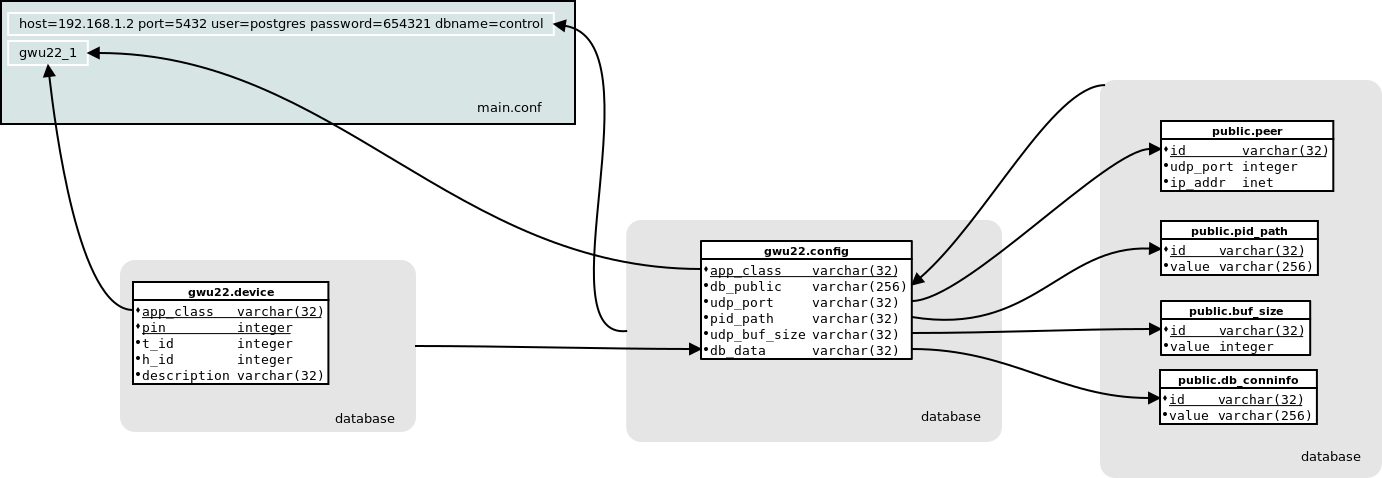 host=192.168.1.2 port=5432 user=postgres password=654321 dbname=control
gwu22_1
main.conf
gwu22.device
app_class varchar(32)
pin integer
t_id integer
h_id integer
description varchar(32)
database
gwu22.config
app_class varchar(32)
db_public varchar(256)
udp_port varchar(32)
pid_path varchar(32)
udp_buf_size varchar(32)
db_data varchar(32)
database
public.peer
id varchar(32)
udp_port integer
ip_addr inet
public.pid_path
id varchar(32)
value varchar(256)
public.buf_size
id varchar(32)
value integer
public.db_conninfo
id varchar(32)
value varchar(256)
database